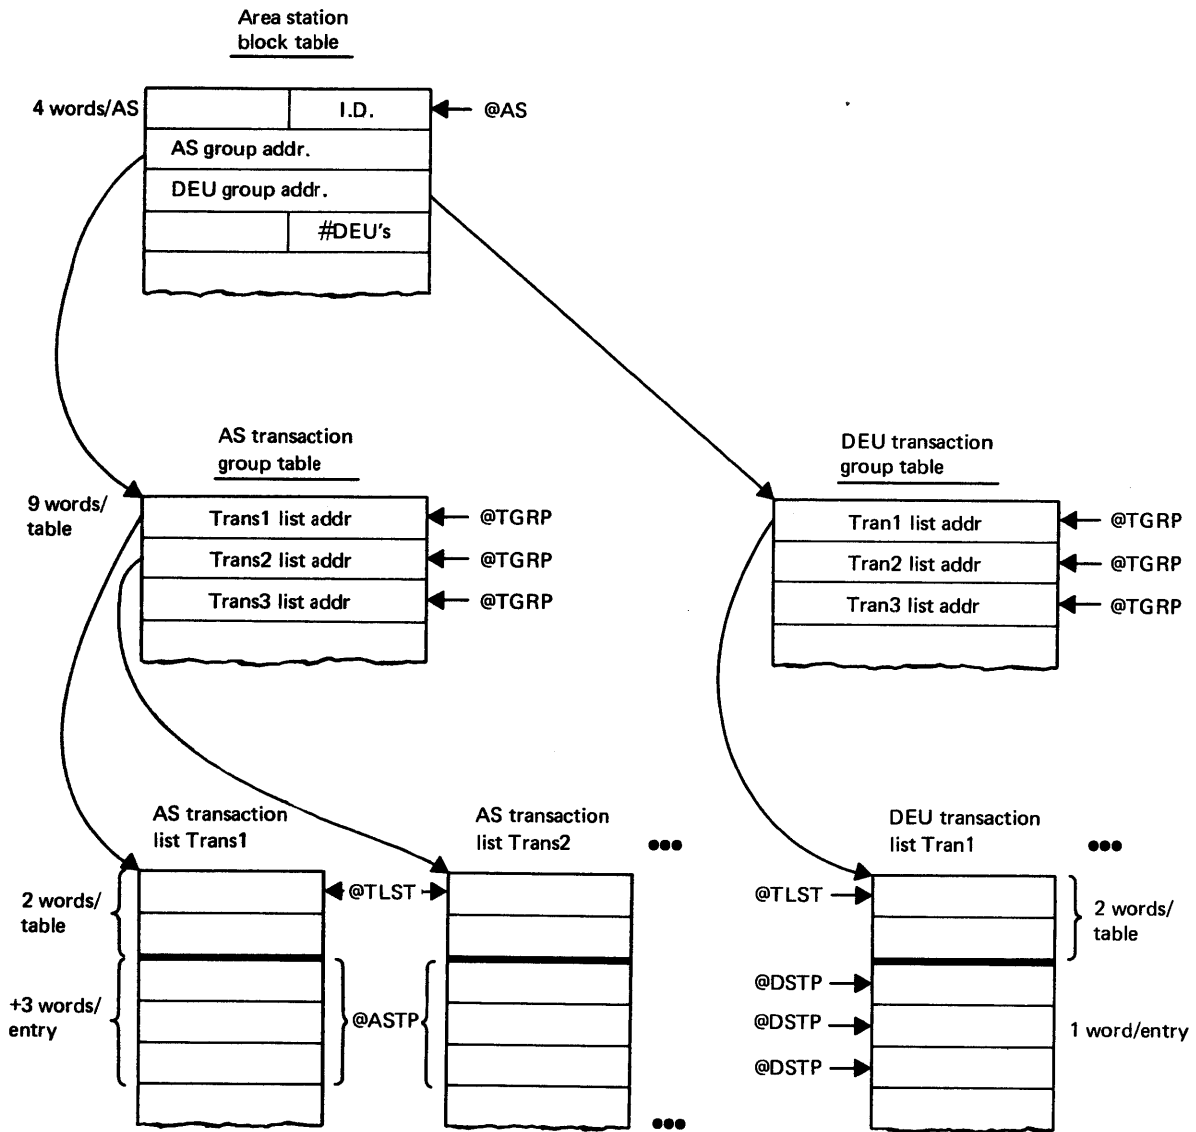 Area station
block table
4 words/AS
I.D.
@AS
AS group addr.
DEU group addr.
#DEU's
AS transaction
group table
9 words/
table
Trans1 list addr
@TGRP
Trans2 list addr
@TGRP
Trans3 list addr
@TGRP
DEU transaction
group table
Tran1 list addr
@TGRP
Tran2 list addr
@TGRP
Tran3 list addr
@TGRP
AS transaction
list Trans1
AS transaction
list Trans2
•••
DEU transaction
list Tran1
•••
2 words/
table
@TLST
@TLST
2 words/
table
+3 words/
entry
@ASTP
@DSTP
@DSTP
@DSTP
1 word/entry
•••